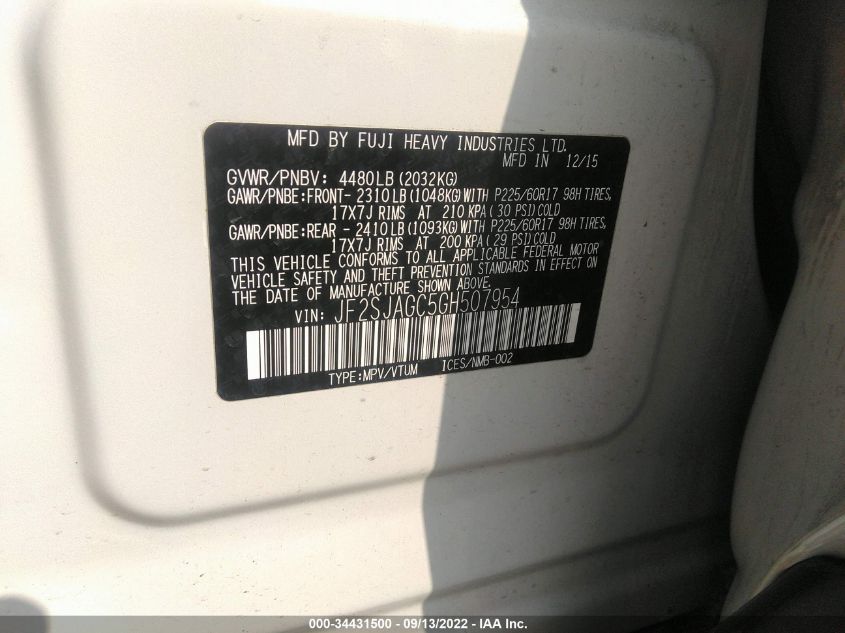 MFD BY FUJI HEAVY INDUSTRIES LTD.
MFD IN 12/15
GVWR/PNBV: 4480LB(2032KG)
GAWR/PNBE:FRONT- 2310LB(1048KG)WITH P225/60R17 98H TIRES,
17X7J RIMS AT 210 KPA(30 PSI)COLD
GAWR/PNBE:REAR - 2410LB(1093KG)WITH P225/60R17 98H TIRES,
17X7J RIMS AT 200 KPA(29 PSI)COLD
THIS VEHICLE CONFORMS TO ALL APPLICABLE FEDERAL MOTOR
VEHICLE SAFETY AND THEFT PREVENTION STANDARDS IN EFFECT ON
THE DATE OF MANUFACTURE SHOWN ABOVE.
VIN: JF2SJAGC5GH507954
TYPE:MPV/VTUM ICES/NMB-002
000-34431500 - 09/13/2022 - IAA Inc.